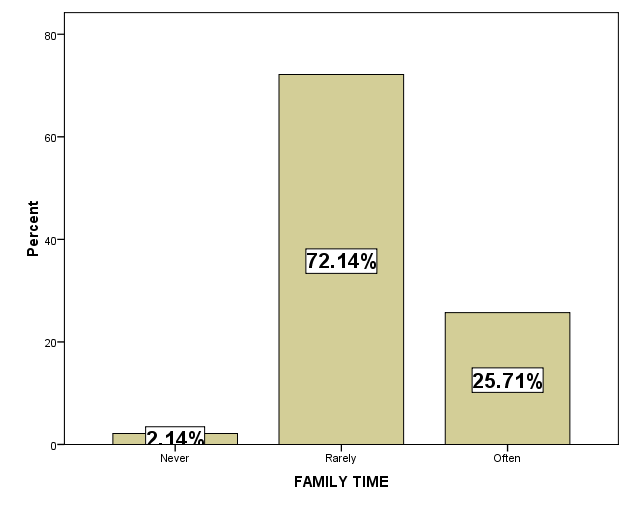 80
60
40
20
0
Percent
2.14%
72.14%
25.71%
Never
Rarely
Often
FAMILY TIME